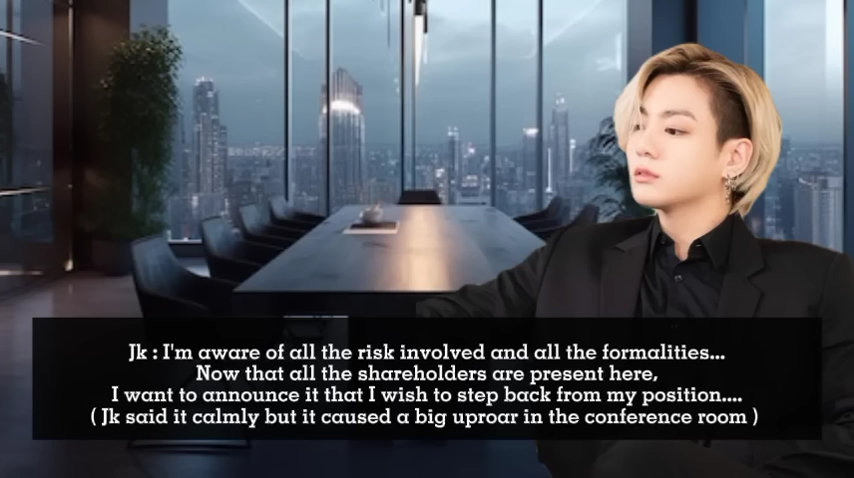 Jk : I'm aware of all the risk involved and all the formalities...
Now that all the shareholders are present here,
I want to announce it that I wish to step back from my position....
( Jk said it calmly but it caused a big uproar in the conference room )